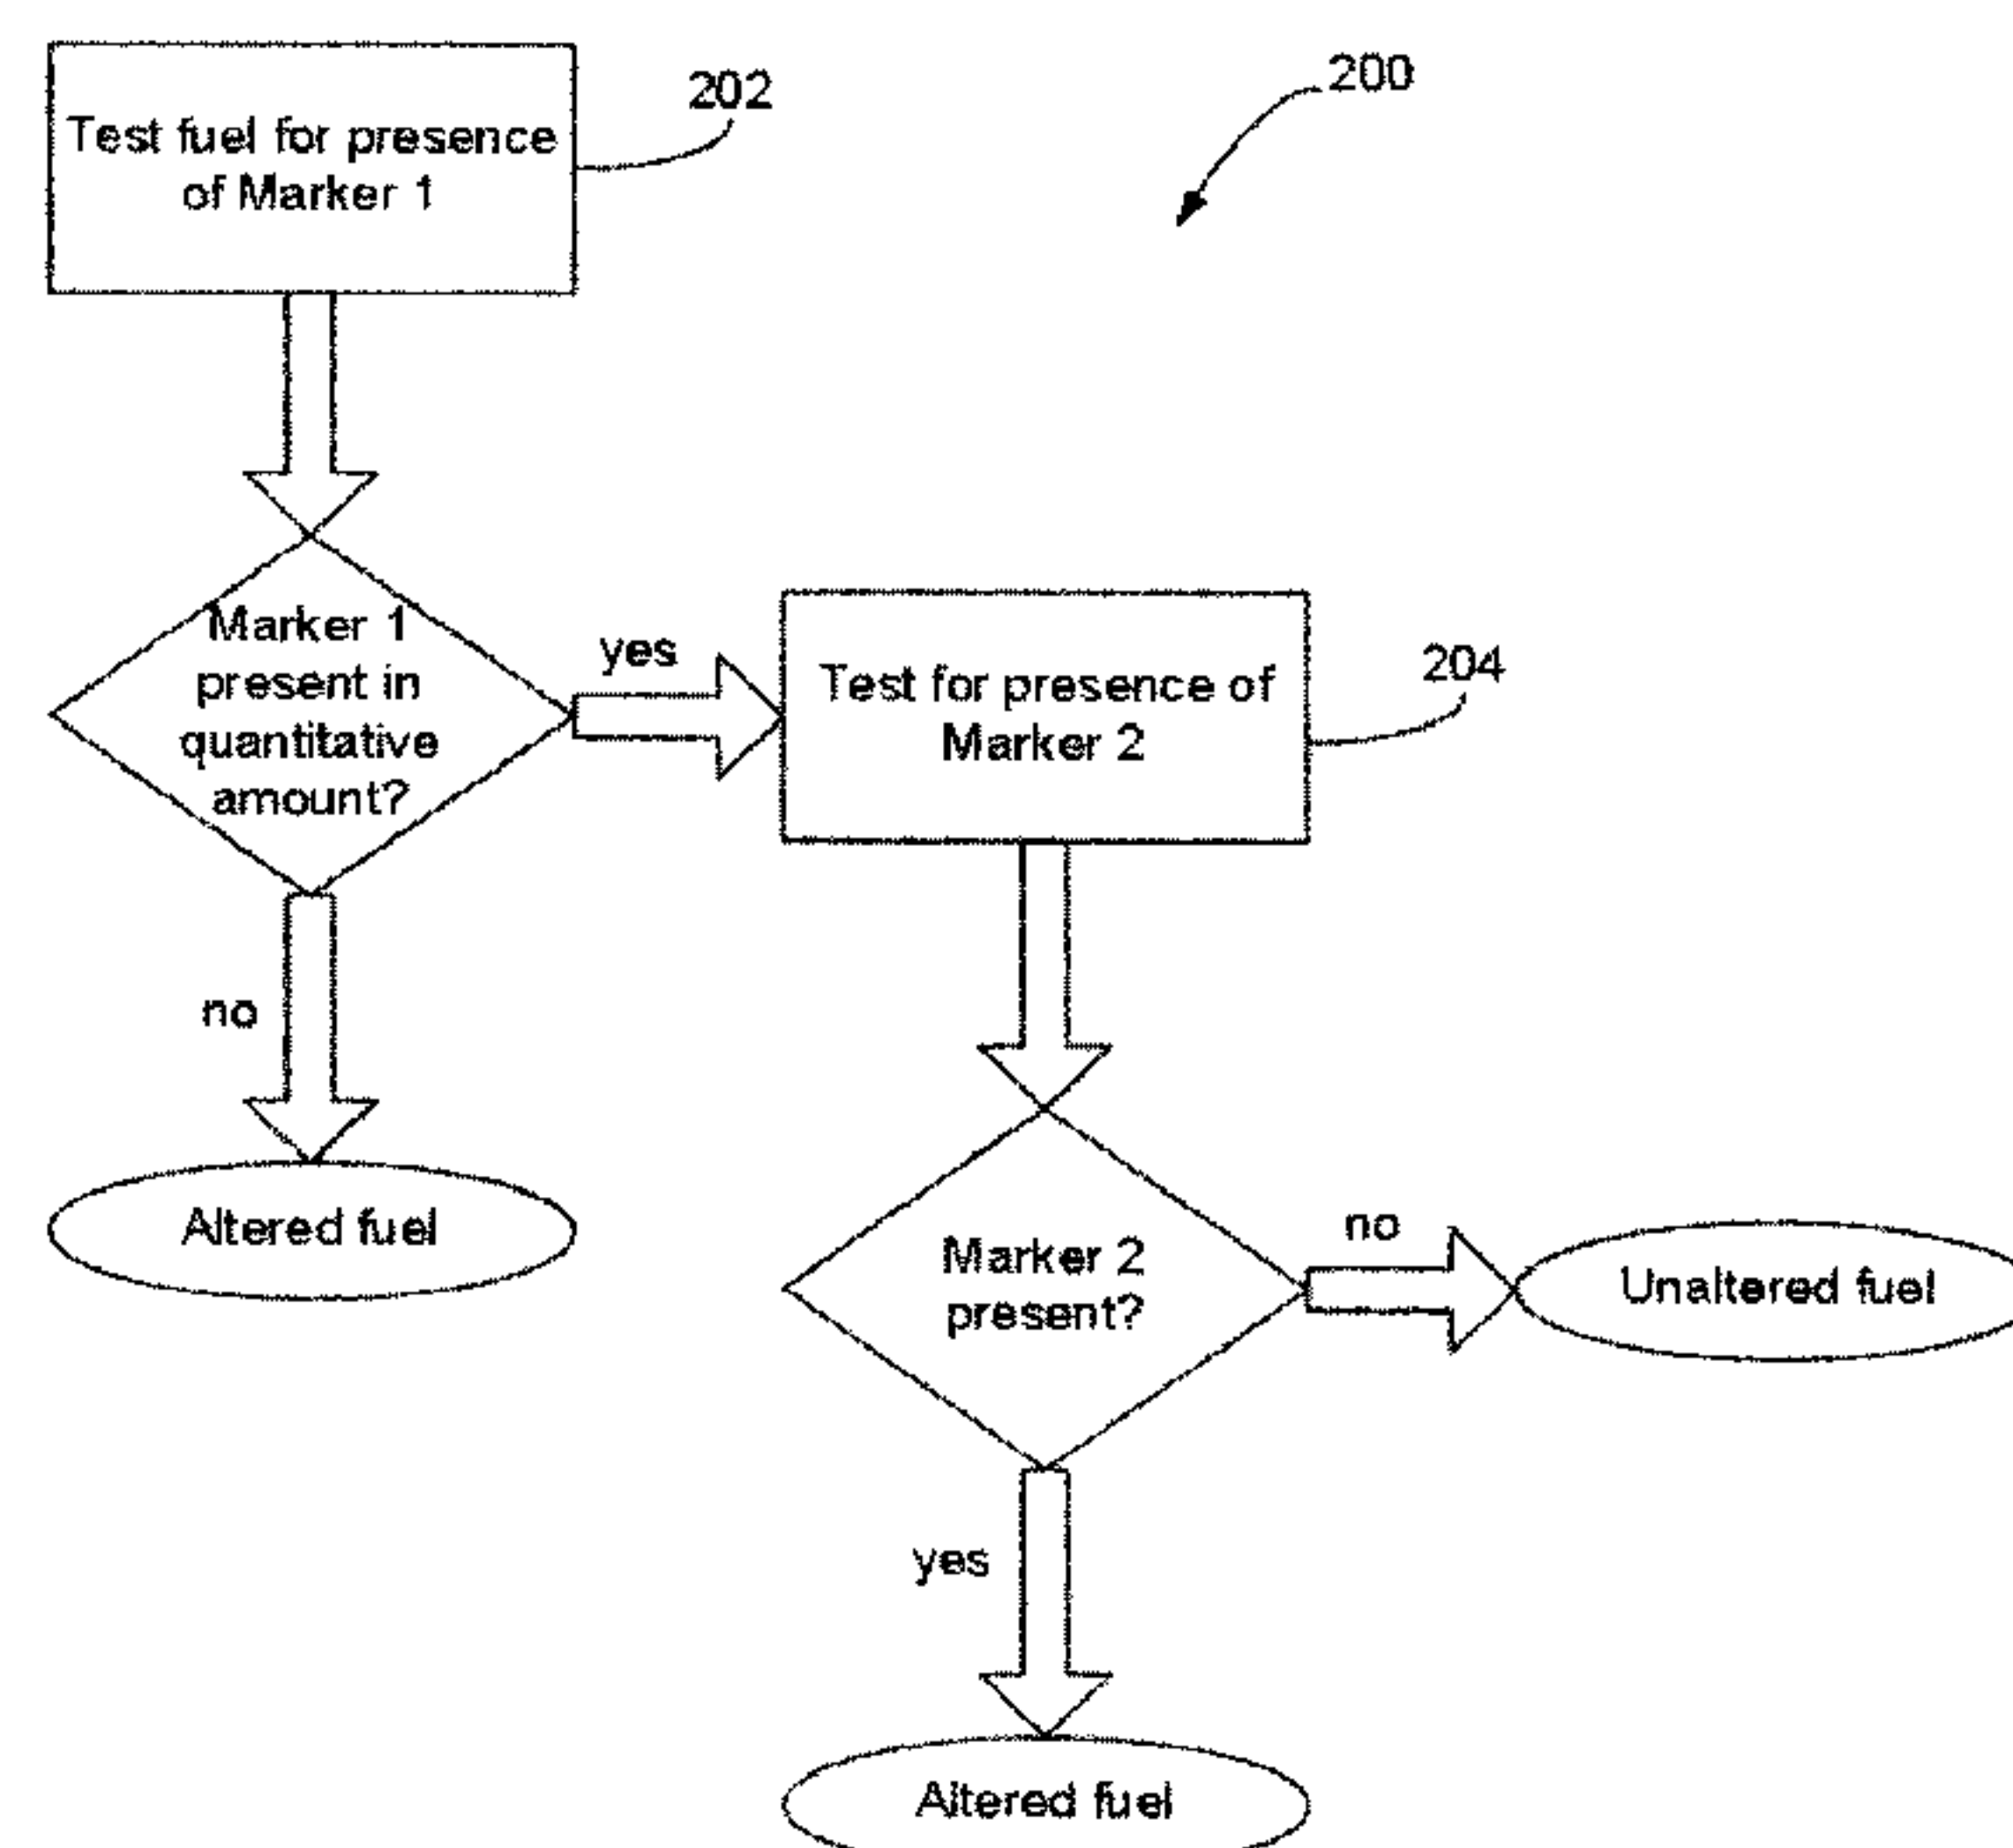 202
200
Test fuel for presence
of Marker 1
Marker 1
present in
quantitative
amount?
yes
Test for presence of
Marker 2
204
no
Altered fuel
Marker 2
present?
no
Unaltered fuel
yes
Altered fuel